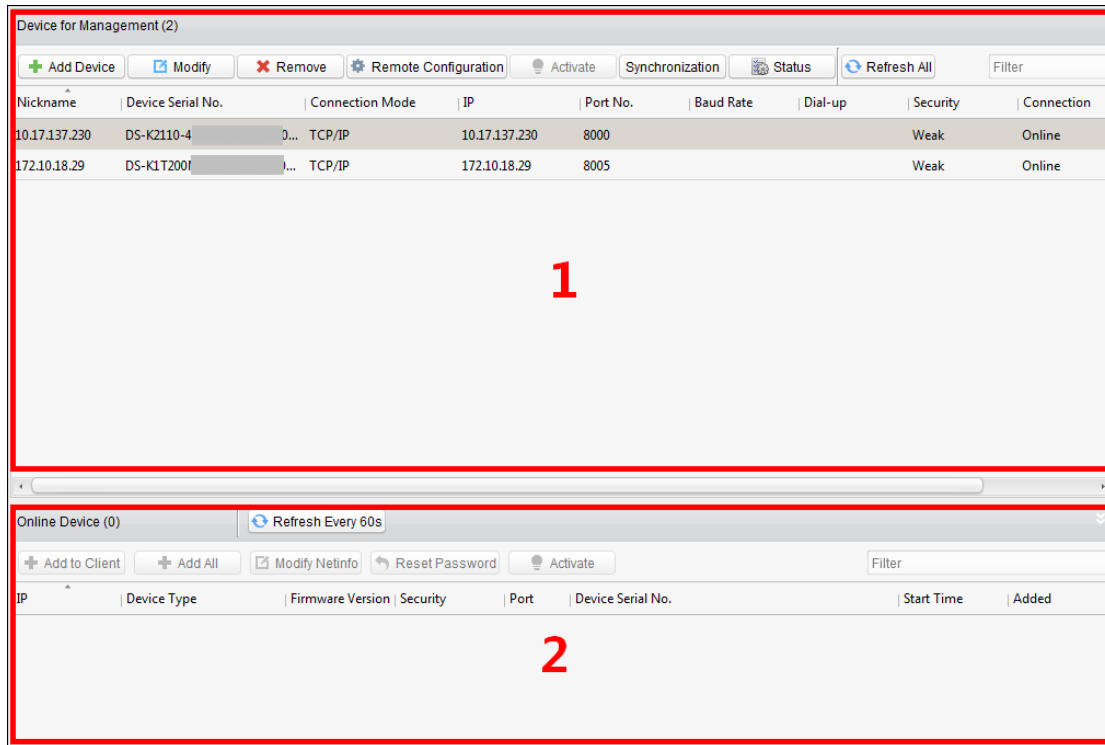 Device for Management (2)
Add Device Modify Remove Remote Configuration Activate Synchronization Status Refresh All Filter
Nickname Device Serial No. Connection Mode IP Port No. Baud Rate Dial-up Security Connection
10.17.137.230 DS-K2110-4 0... TCP/IP 10.17.137.230 8000 Weak Online
172.10.18.29 DS-K1T200 ... TCP/IP 172.10.18.29 8005 Weak Online
1
Online Device (0) Refresh Every 60s
Add to Client Add All Modify Netinfo Reset Password Activate Filter
IP Device Type Firmware Version Security Port Device Serial No. Start Time Added
2